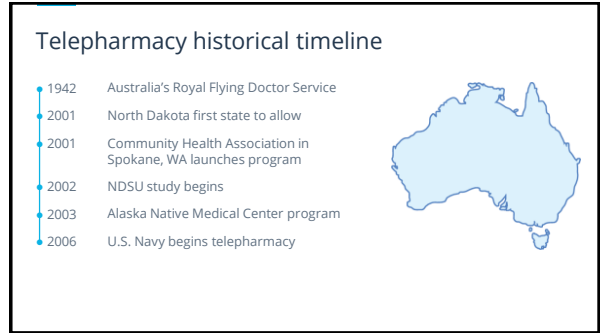 Telepharmacy historical timeline
1942 Australia's Royal Flying Doctor Service
2001 North Dakota first state to allow
2001 Community Health Association in
Spokane, WA launches program
2002 NDSU study begins
2003 Alaska Native Medical Center program
2006 U.S. Navy begins telepharmacy